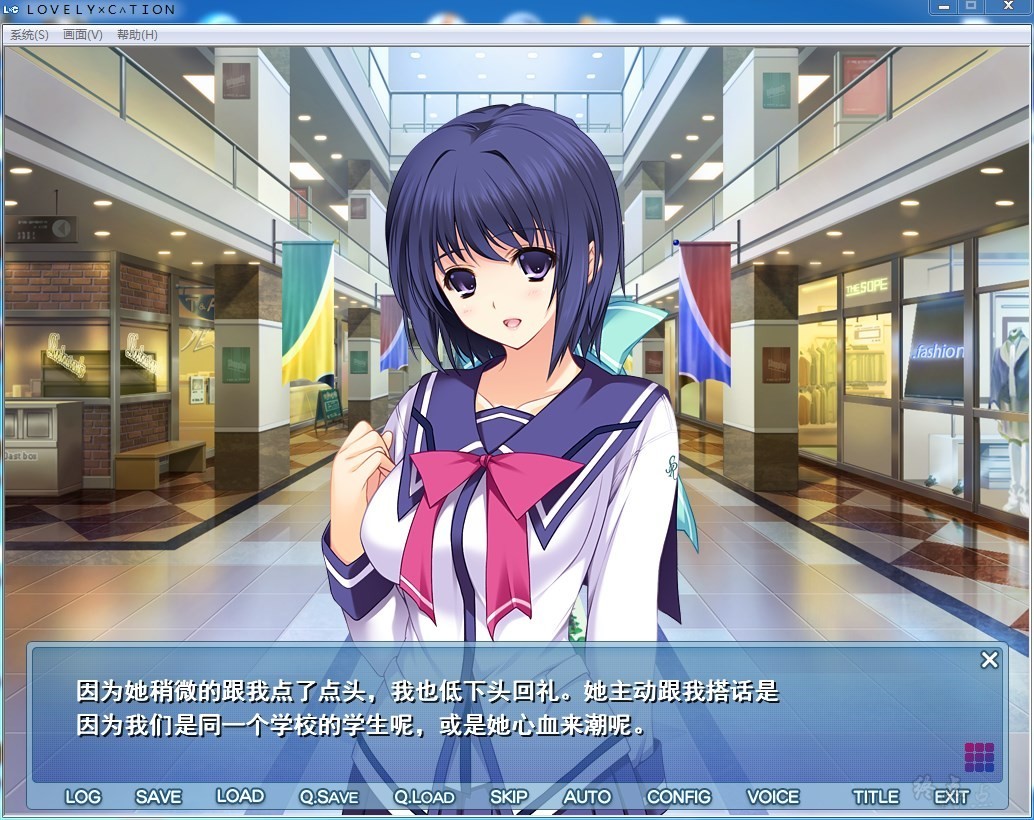 LOVELY×CATION
系统(S) 画面(V) 帮助(H)
THE SOPE
.fashion
因为她稍微的跟我点了点头，我也低下头回礼。她主动跟我搭话是
因为我们是同一个学校的学生呢，或是她心血来潮呢。
LOG SAVE LOAD Q.SAVE Q.LOAD SKIP AUTO CONFIG VOICE TITLE EXIT